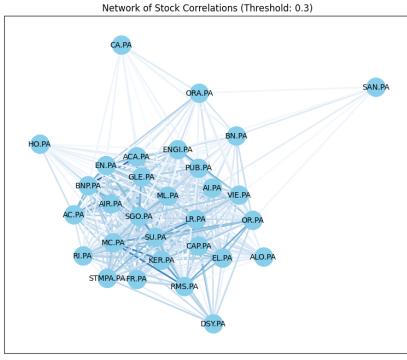 Network of Stock Correlations (Threshold: 0.3)
CA.PA
SAN.PA
ORA.PA
BN.PA
HO.PA
ENGI.PA
ACA.PA
EN.PA
PUB.PA
GLE.PA
BNP.PA
AI.PA
VIE.PA
ML.PA
AIR.PA
AC.PA
SGO.PA
LR.PA
OR.PA
SU.PA
MC.PA
CAP.PA
RI.PA
KER.PA
EL.PA
ALO.PA
STMPA.PA
FR.PA
RMS.PA
DSY.PA